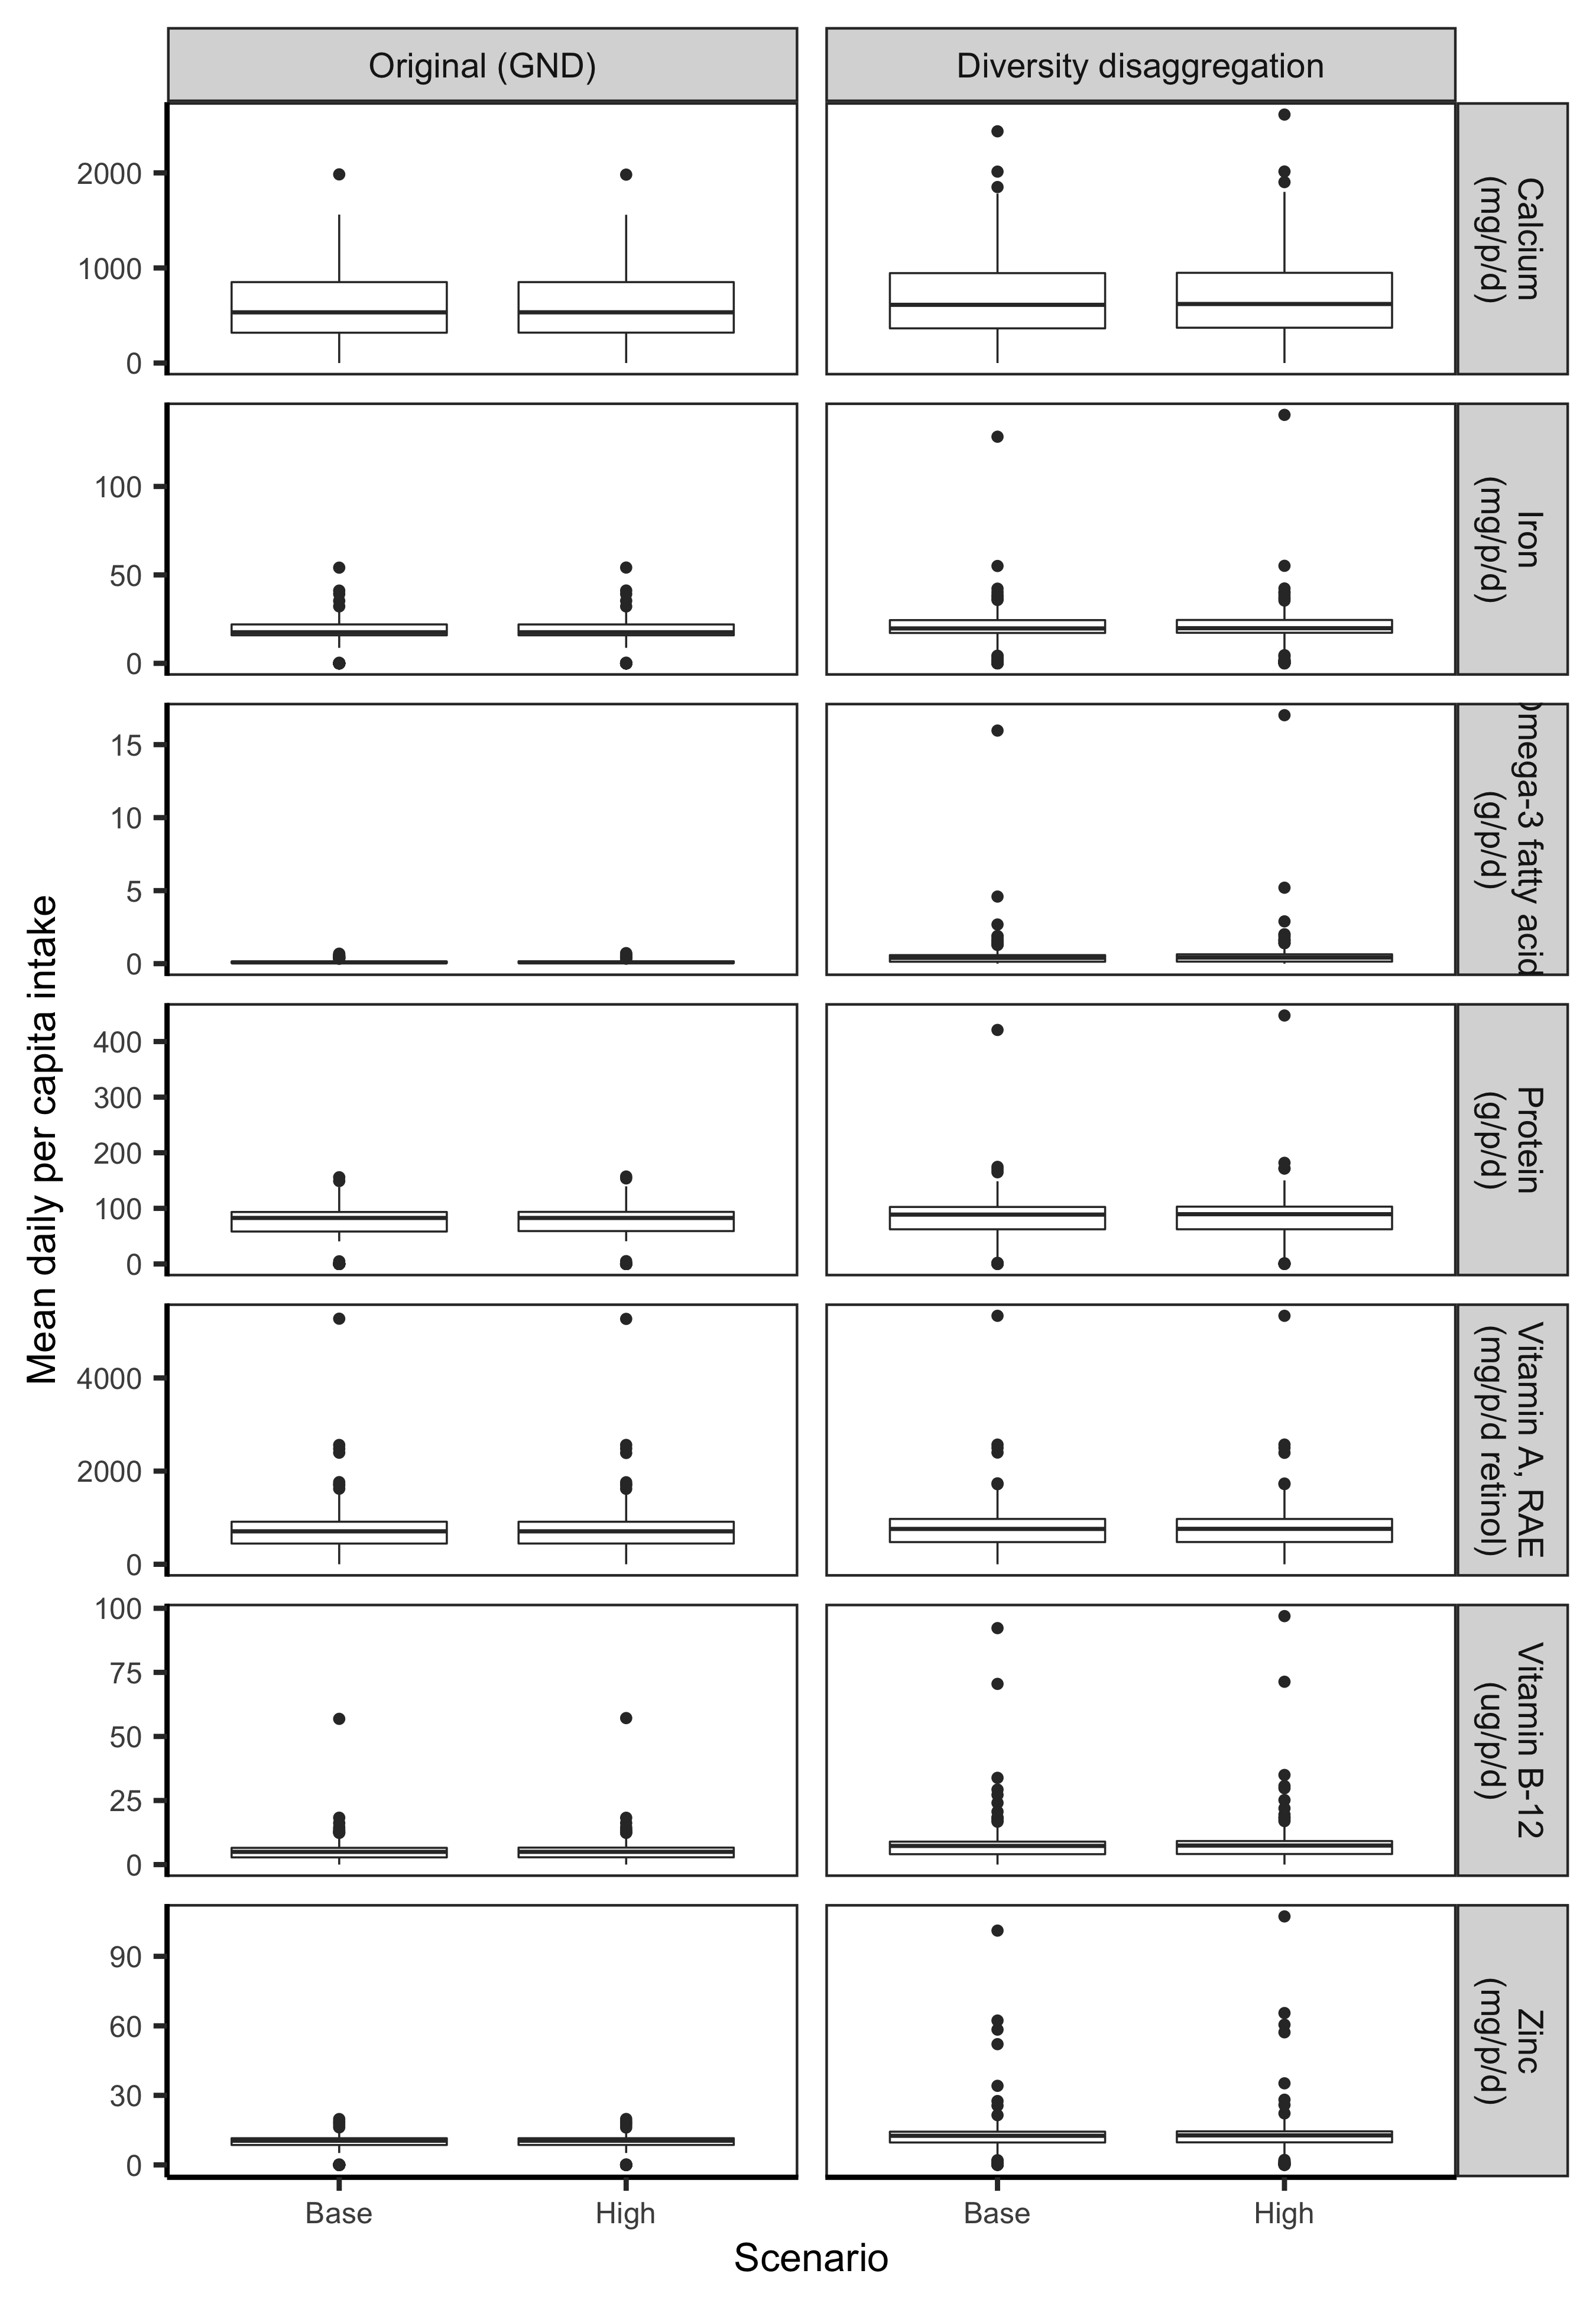 Original (GND)
Diversity disaggregation
2000
1000
0
Calcium
(mg/p/d)
100
50
0
Iron
(mg/p/d)
15
10
5
0
Omega-3 fatty acid
(g/p/d)
400
300
200
100
0
Protein
(g/p/d)
4000
2000
0
Vitamin A, RAE
(mg/p/d retinol)
100
75
50
25
0
Vitamin B-12
(ug/p/d)
90
60
30
0
Zinc
(mg/p/d)
Mean daily per capita intake
Base
High
Base
High
Scenario